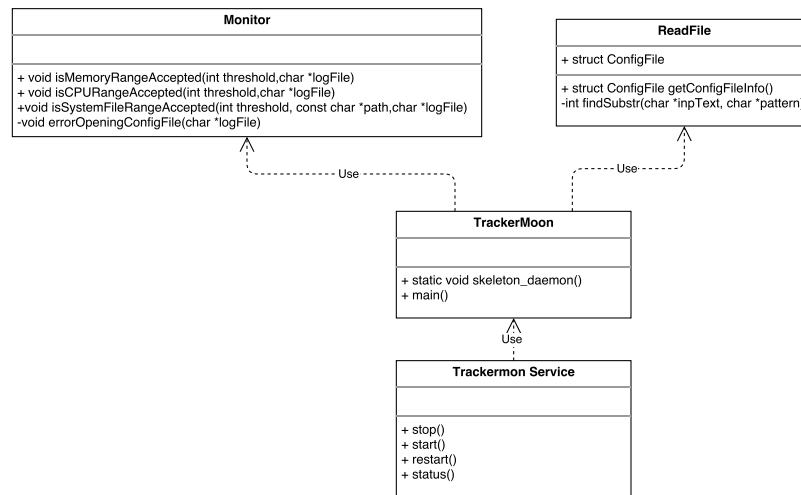 Monitor
+ void isMemoryRangeAccepted(int threshold,char *logFile)
+ void isCPURangeAccepted(int threshold,char *logFile)
+void isSystemFileRangeAccepted(int threshold, const char *path,char *logFile)
-void errorOpeningConfigFile(char *logFile)
ReadFile
+ struct ConfigFile
+ struct ConfigFile getConfigFileInfo()
-int findSubstr(char *inpText, char *pattern)
Use
Use
TrackerMoon
+ static void skeleton_daemon()
+ main()
Use
Trackermon Service
+ stop()
+ start()
+ restart()
+ status()